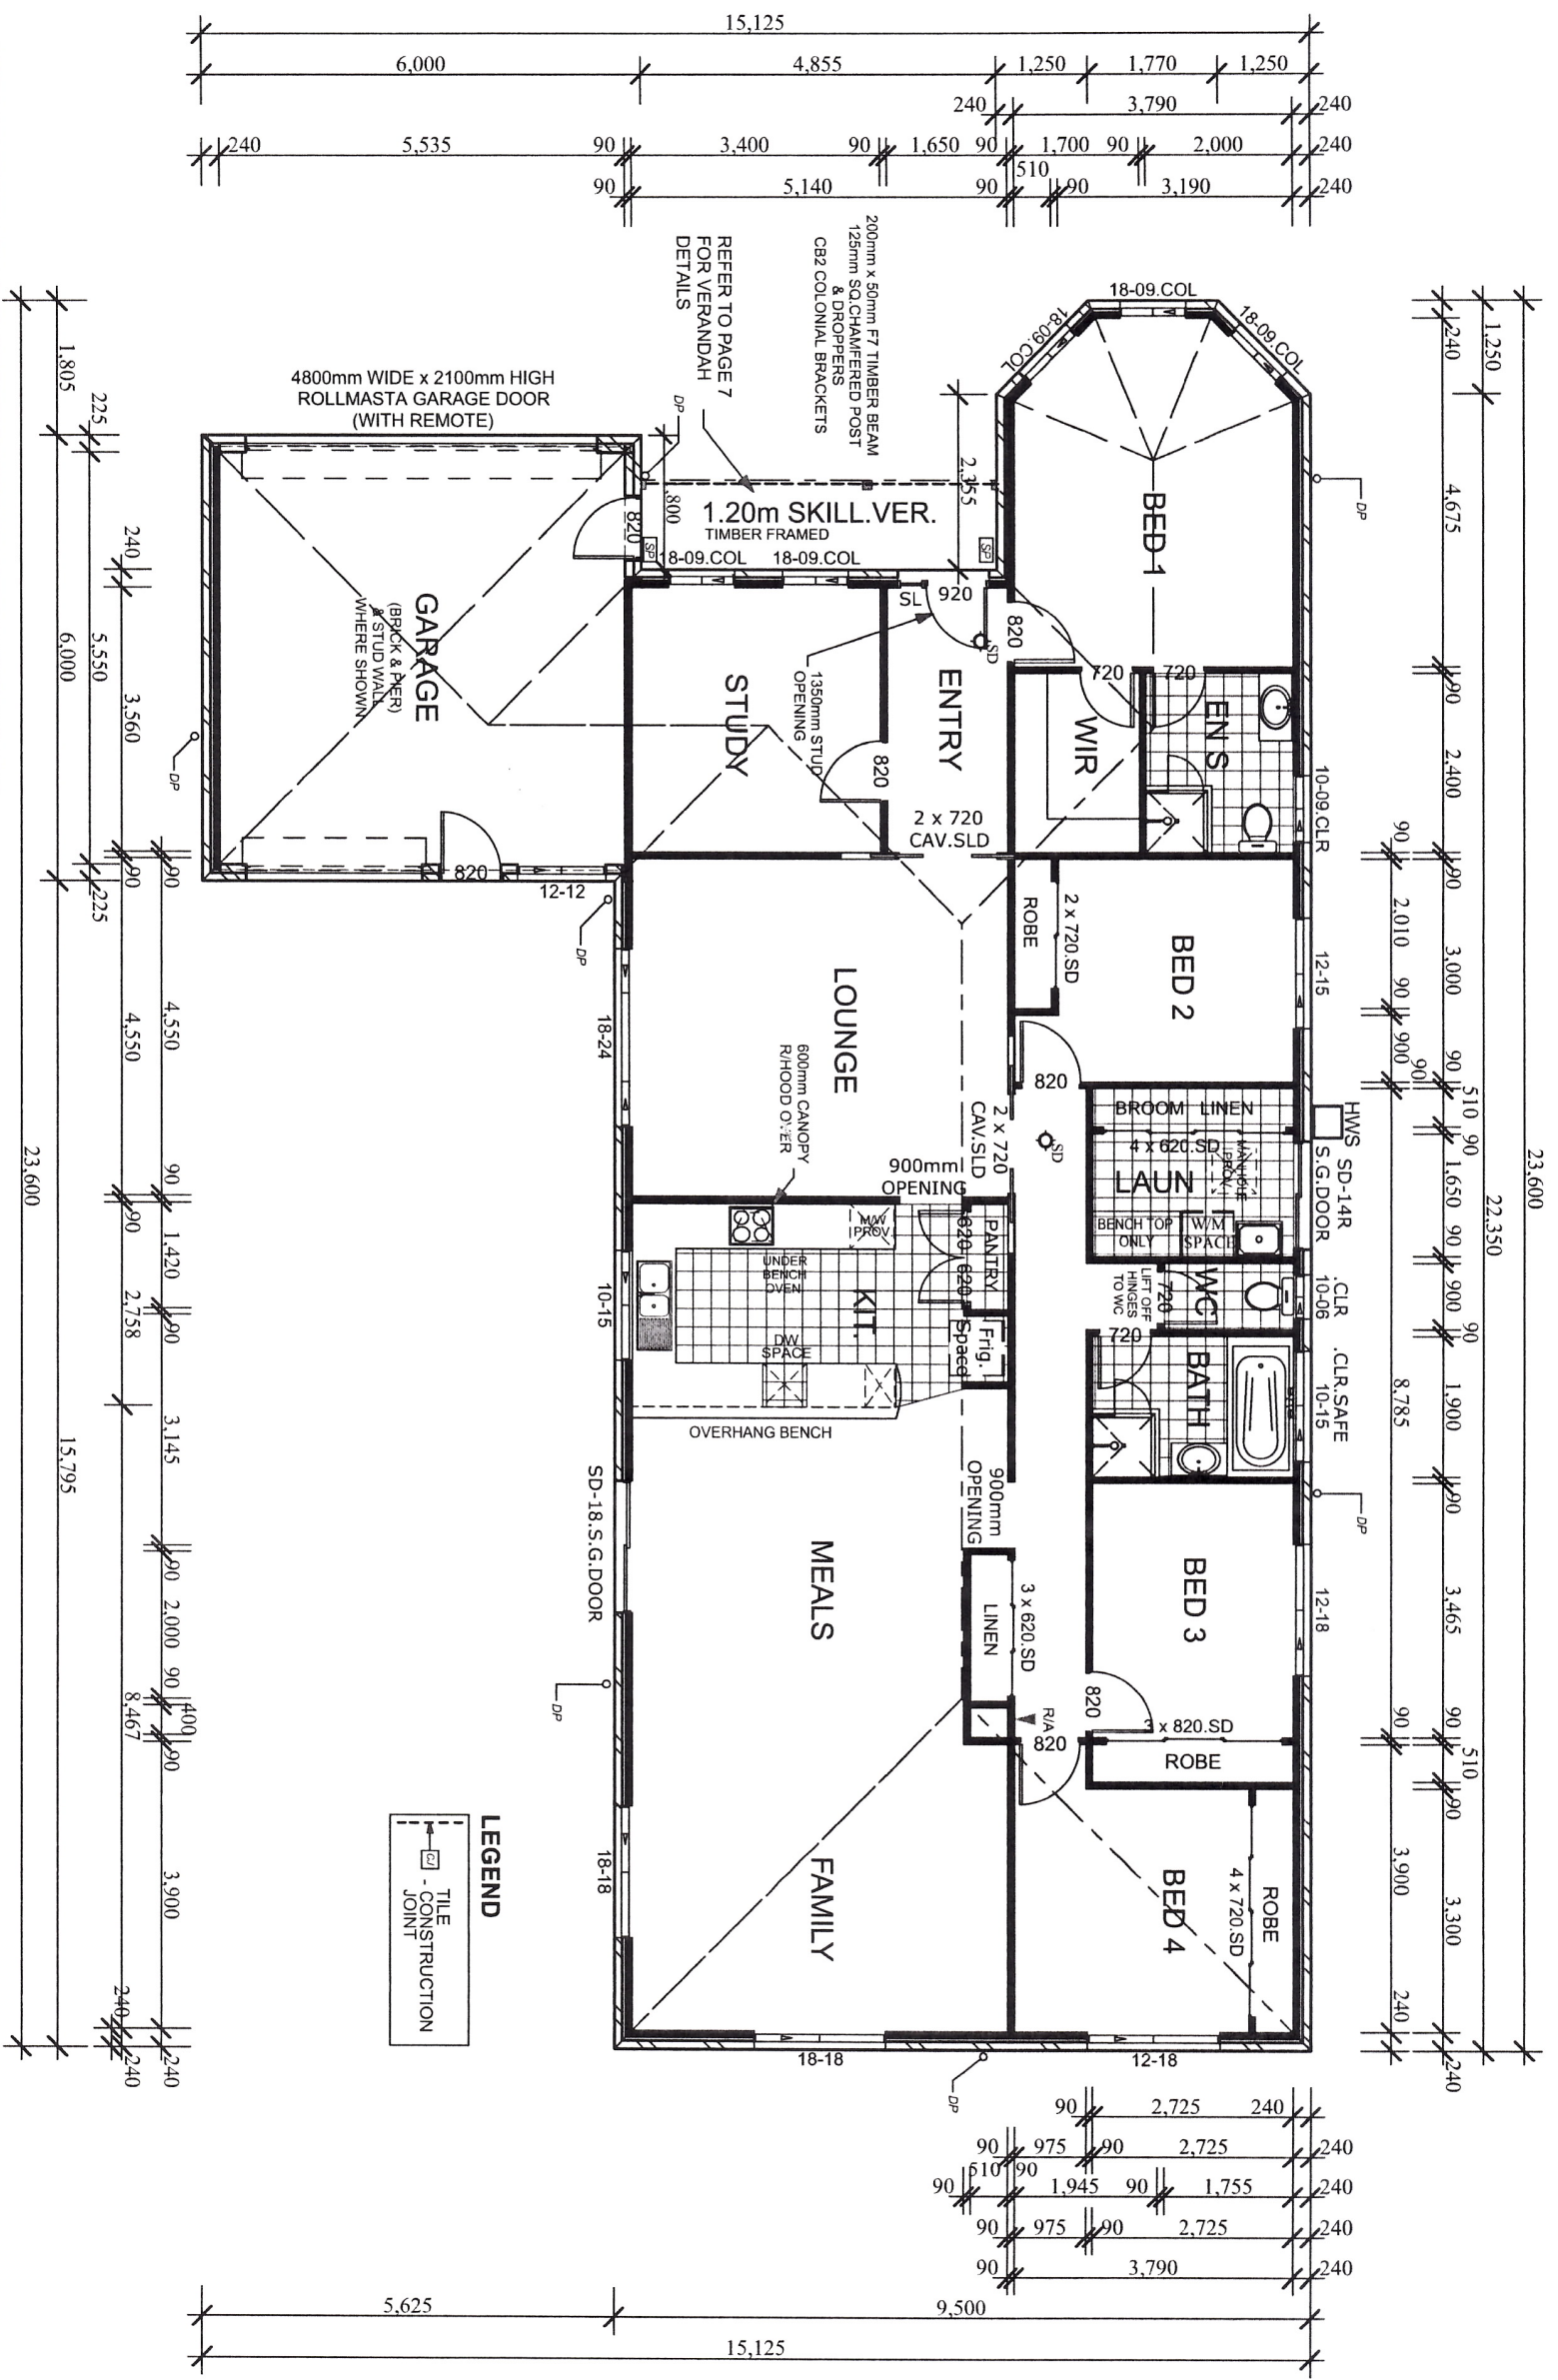 15,125
6,000 4,855 1,250 1,770 1,250
240 3,790 240
240 5,535 90 3,400 90 1,650 90 1,700 90 2,000 240
510
90 5,140 90 90 3,190 240
200mm x 50mm F7 TIMBER BEAM
125mm SQ.CHAMFERED POST
& DROPPERS
CB2 COLONIAL BRACKETS
REFER TO PAGE 7
FOR VERANDAH
DETAILS
4800mm WIDE x 2100mm HIGH
ROLLMASTA GARAGE DOOR
(WITH REMOTE)
DP
18-09.COL
18-09.COL
18-09.COL
2,355
1.20m SKILL.VER.
TIMBER FRAMED
18-09.COL 18-09.COL
SP
SP
820
GARAGE
(BRICK & PIER)
& STUD WALL
WHERE SHOWN
820
12-12
DP
DP
BED 1
DP
SL
920
820
SD
1350mm STUD
OPENING
STUDY
820
ENTRY
2 x 720
CAV.SLD
WIR
720
720
EN S
10-09.CLR
BED 2
ROBE
2 x 720.SD
820
12-15
LOUNGE
18-24
600mm CANOPY
R/HOOD OVER
2 x 720
CAV.SLD
SD
900mm
OPENING
BROOM LINEN
4 x 620.SD
MANHOLE
PROV.
LAUN
BENCH TOP
ONLY
W/M
SPACE
HWS
SD-14R
S.G.DOOR
PANTRY
620 620
M/W
PROV.
UNDER
BENCH
OVEN
KIT.
DW
SPACE
Frig.
Space
10-15
OVERHANG BENCH
LIFT OFF
HINGES
TO WC
720
WC
.CLR
10-06
720
BATH
.CLR.SAFE
10-15
DP
900mm
OPENING
MEALS
SD-18.S.G.DOOR
DP
LINEN
3 x 620.SD
R/A
820
BED 3
12-18
820
3 x 820.SD
ROBE
FAMILY
18-18
18-18
BED 4
4 x 720.SD
ROBE
12-18
DP
LEGEND
CJ - TILE
CONSTRUCTION
JOINT
23,600
1,805 6,000 15,795
225 5,550 225
240 3,560 90 4,550 90 2,758 8,467 240 240
90 4,550 90 1,420 90 3,145 90 2,000 90 400 90 3,900 240
90 2,010 90 900 90 8,785 90 3,900 240
240 4,675 90 2,400 90 3,000 90 510 90 1,650 90 900 90 1,900 90 3,465 90 510 90 3,300 240
1,250 22,350
23,600
90 2,725 240
90 975 90 2,725 240
90 510 90 1,945 90 1,755 240
90 975 90 2,725 240
90 3,790 240
5,625 9,500
15,125